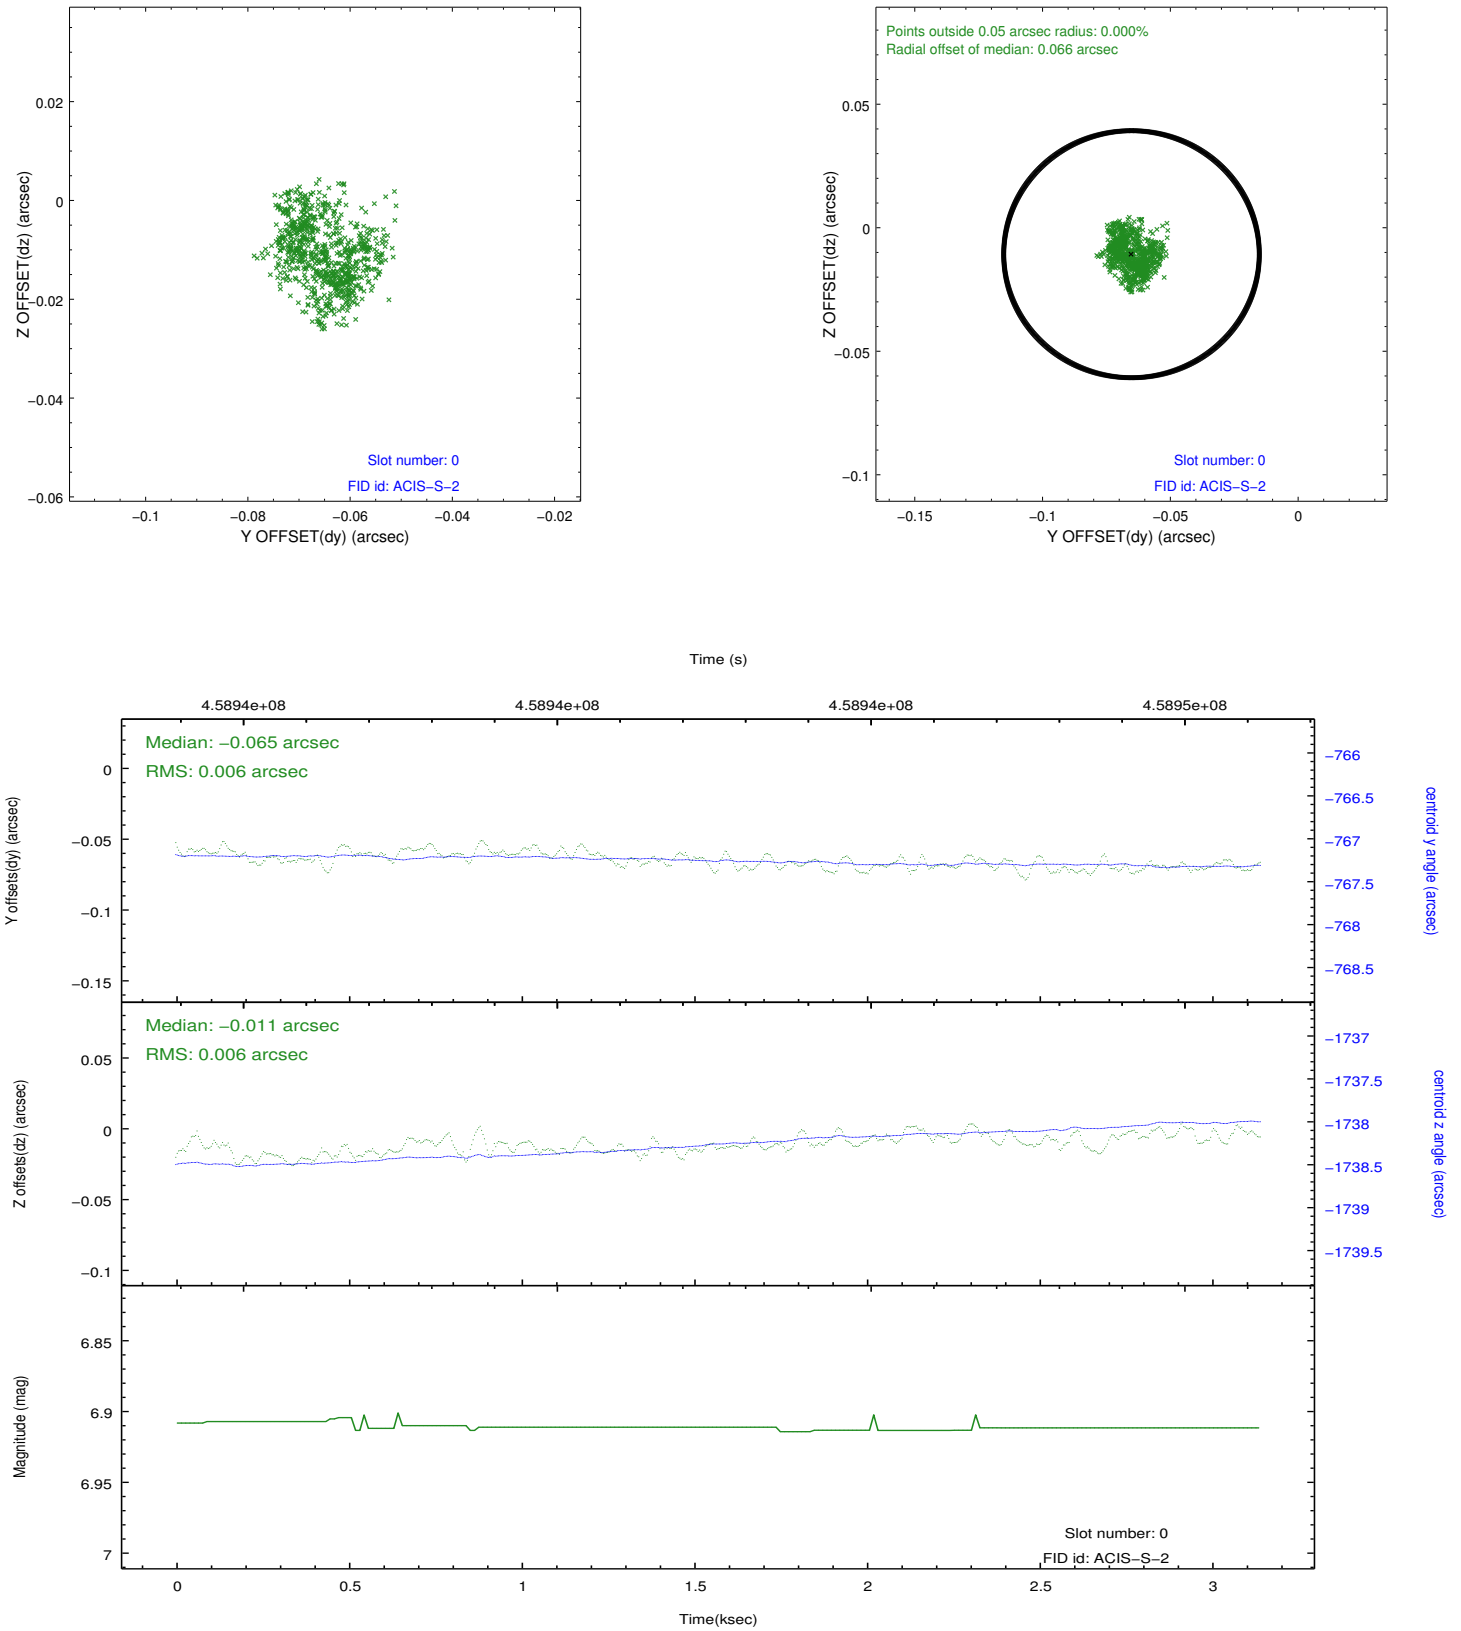 0.02
0
−0.02
−0.04
−0.06
Z OFFSET(dz) (arcsec)
Slot number: 0
FID id: ACIS−S−2
−0.1
−0.08
−0.06
−0.04
−0.02
Y OFFSET(dy) (arcsec)
Points outside 0.05 arcsec radius: 0.000%
Radial offset of median: 0.066 arcsec
0.05
0
−0.05
−0.1
Z OFFSET(dz) (arcsec)
Slot number: 0
FID id: ACIS−S−2
−0.15
−0.1
−0.05
0
Y OFFSET(dy) (arcsec)
Time (s)
4.5894e+08
4.5894e+08
4.5894e+08
4.5895e+08
Median: −0.065 arcsec
RMS: 0.006 arcsec
0
−0.05
−0.1
−0.15
Y offsets(dy) (arcsec)
−766
−766.5
−767
−767.5
−768
−768.5
centroid y angle (arcsec)
Median: −0.011 arcsec
RMS: 0.006 arcsec
0.05
0
−0.05
−0.1
Z offsets(dz) (arcsec)
−1737
−1737.5
−1738
−1738.5
−1739
−1739.5
centroid z angle (arcsec)
6.85
6.9
6.95
7
Magnitude (mag)
Slot number: 0
FID id: ACIS−S−2
0
0.5
1
1.5
2
2.5
3
Time(ksec)